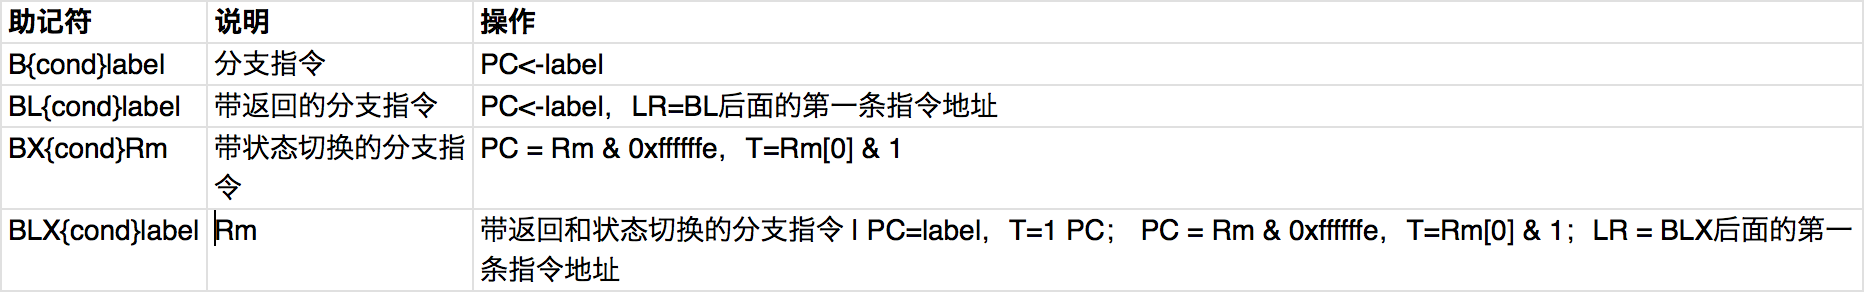 助记符 说明 操作
B{cond}label 分支指令 PC<-label
BL{cond}label 带返回的分支指令 PC<-label，LR=BL后面的第一条指令地址
BX{cond}Rm 带状态切换的分支指 PC = Rm & 0xffffffe，T=Rm[0] & 1
令
BLX{cond}label Rm 带返回和状态切换的分支指令 | PC=label，T=1 PC； PC = Rm & 0xffffffe，T=Rm[0] & 1；LR = BLX后面的第一
条指令地址